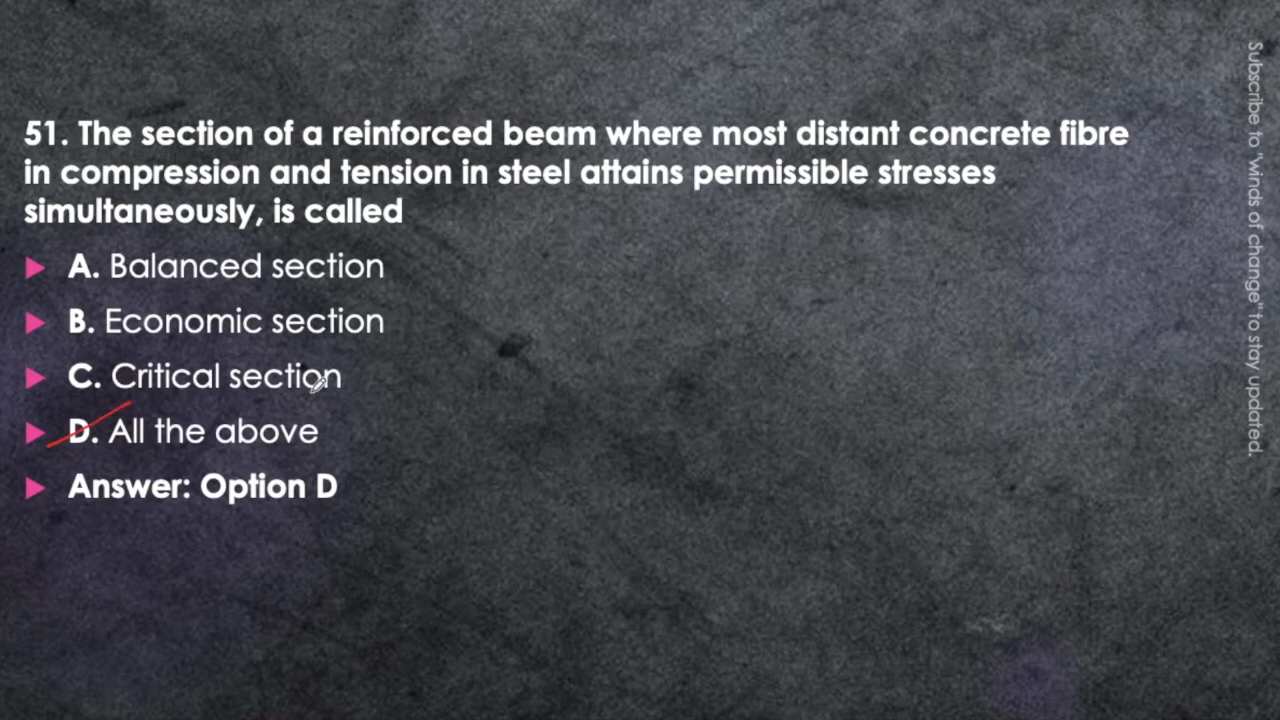 51. The section of a reinforced beam where most distant concrete fibre
in compression and tension in steel attains permissible stresses
simultaneously, is called
A. Balanced section
B. Economic section
C. Critical section
D. All the above
Answer: Option D
Subscribe to "winds of change" to stay updated.